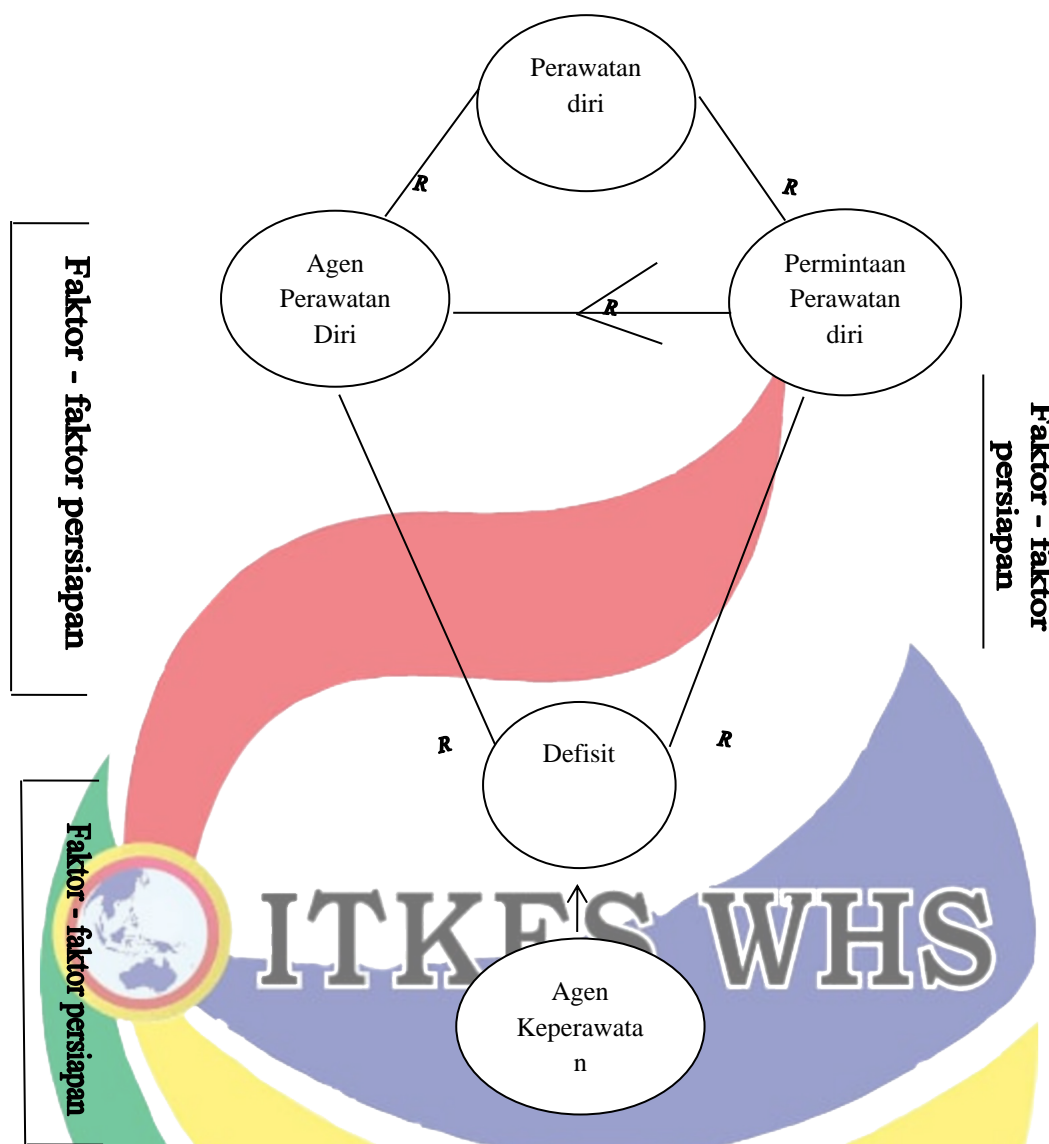 Perawatan
diri
R
R
Agen
Perawatan
Diri
R
Permintaan
Perawatan
diri
Faktor - faktor persiapan
Faktor - faktor
persiapan
R
Defisit
R
Faktor - faktor persiapan
ITKES WHS
Agen
Keperawata
n